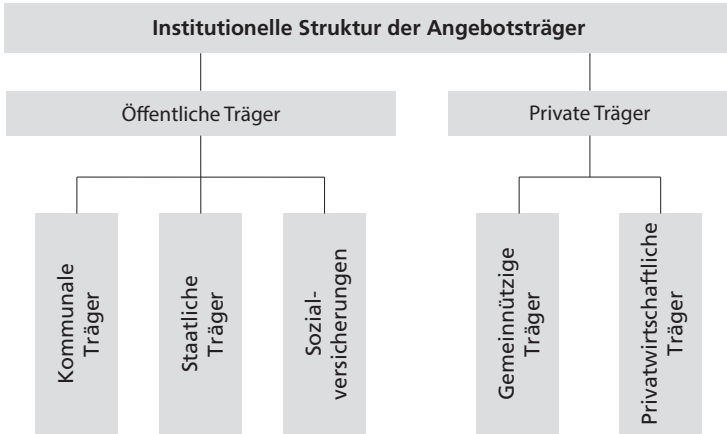 Institutionelle Struktur der Angebotsträger
Öffentliche Träger
Private Träger
Kommunale
Träger
Staatliche
Träger
Sozial-
versicherungen
Gemeinnützige
Träger
Privatwirtschaftliche
Träger